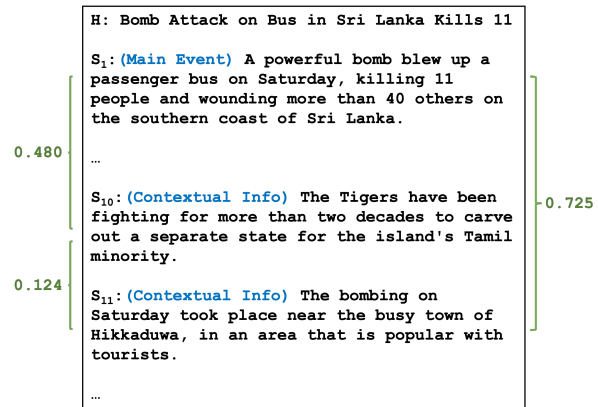 H: Bomb Attack on Bus in Sri Lanka Kills 11
S1:(Main Event) A powerful bomb blew up a
passenger bus on Saturday, killing 11
people and wounding more than 40 others on
the southern coast of Sri Lanka.
0.480
…
S10:(Contextual Info) The Tigers have been
fighting for more than two decades to carve
0.725
out a separate state for the island's Tamil
minority.
0.124
S11:(Contextual Info) The bombing on
Saturday took place near the busy town of
Hikkaduwa, in an area that is popular with
tourists.
…